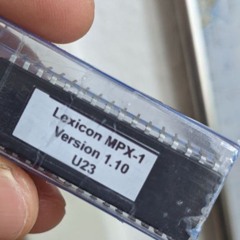 Lexicon MPX-1
Version 1.10
U23